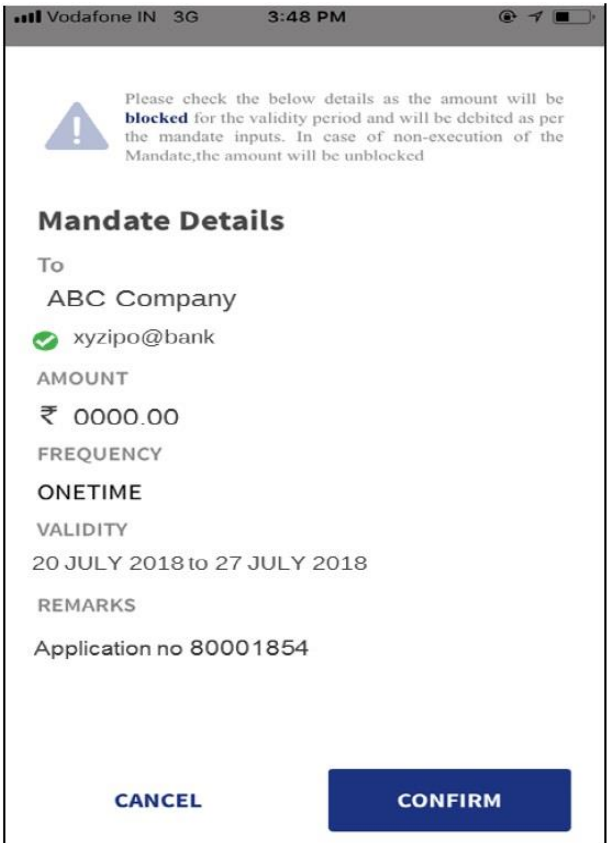 Vodafone IN 3G 3:48 PM
Please check the below details as the amount will be
blocked for the validity period and will be debited as per
the mandate inputs. In case of non-execution of the
Mandate,the amount will be unblocked
Mandate Details
To
ABC Company
xyzipo@bank
AMOUNT
₹ 0000.00
FREQUENCY
ONETIME
VALIDITY
20 JULY 2018 to 27 JULY 2018
REMARKS
Application no 80001854
CANCEL CONFIRM